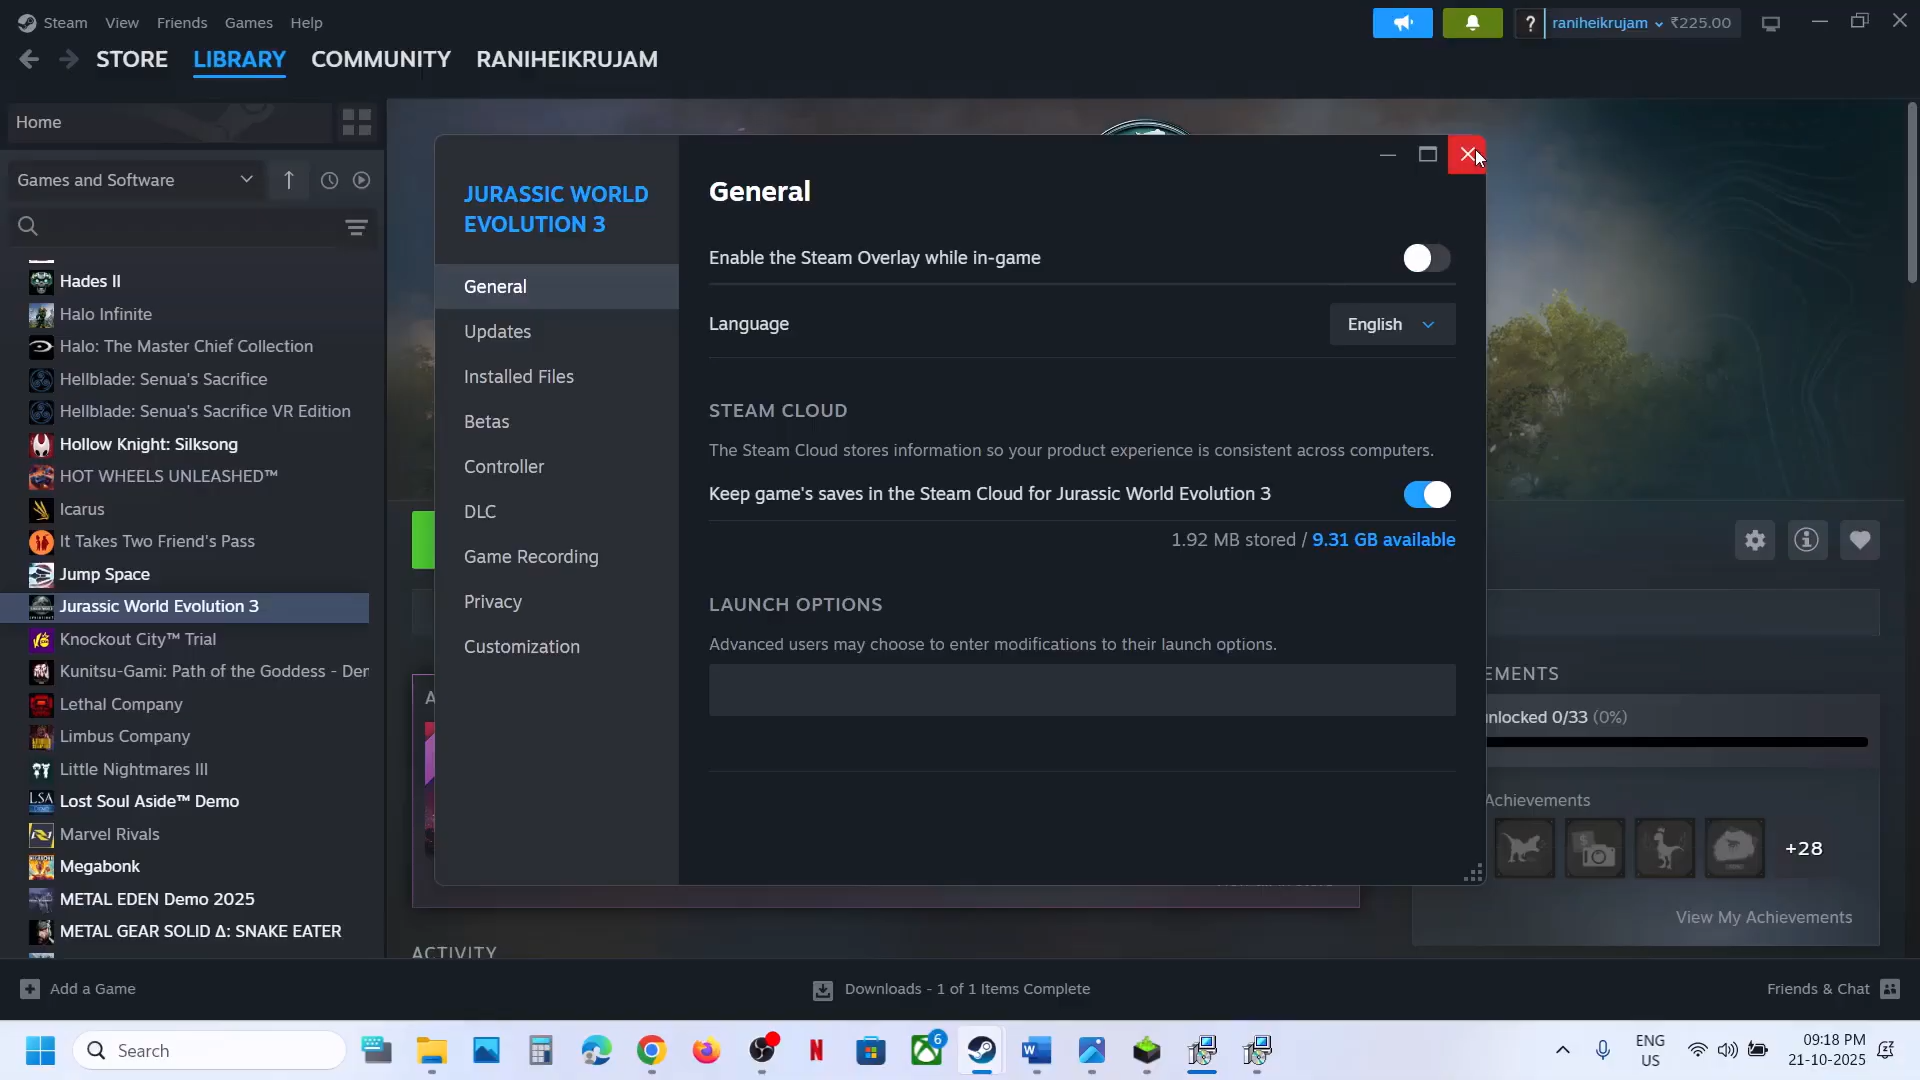 Steam View Friends Games Help
raniheikrujam ₹225.00
STORE LIBRARY COMMUNITY RANIHEIKRUJAM
Home
Games and Software
Hades II
Halo Infinite
Halo: The Master Chief Collection
Hellblade: Senua's Sacrifice
Hellblade: Senua's Sacrifice VR Edition
Hollow Knight: Silksong
HOT WHEELS UNLEASHED™
Icarus
It Takes Two Friend's Pass
Jump Space
Jurassic World Evolution 3
Knockout City™ Trial
Kunitsu-Gami: Path of the Goddess - Dem
Lethal Company
Limbus Company
Little Nightmares III
Lost Soul Aside™ Demo
Marvel Rivals
Megabonk
METAL EDEN Demo 2025
METAL GEAR SOLID Δ: SNAKE EATER
JURASSIC WORLD
EVOLUTION 3
General
Updates
Installed Files
Betas
Controller
DLC
Game Recording
Privacy
Customization
General
Enable the Steam Overlay while in-game
Language English
STEAM CLOUD
The Steam Cloud stores information so your product experience is consistent across computers.
Keep game's saves in the Steam Cloud for Jurassic World Evolution 3
1.92 MB stored / 9.31 GB available
LAUNCH OPTIONS
Advanced users may choose to enter modifications to their launch options.
EMENTS
nlocked 0/33 (0%)
Achievements
+28
View My Achievements
ACTIVITY
Add a Game
Downloads - 1 of 1 Items Complete
Friends & Chat
Search
6
ENG
US
09:18 PM
21-10-2025